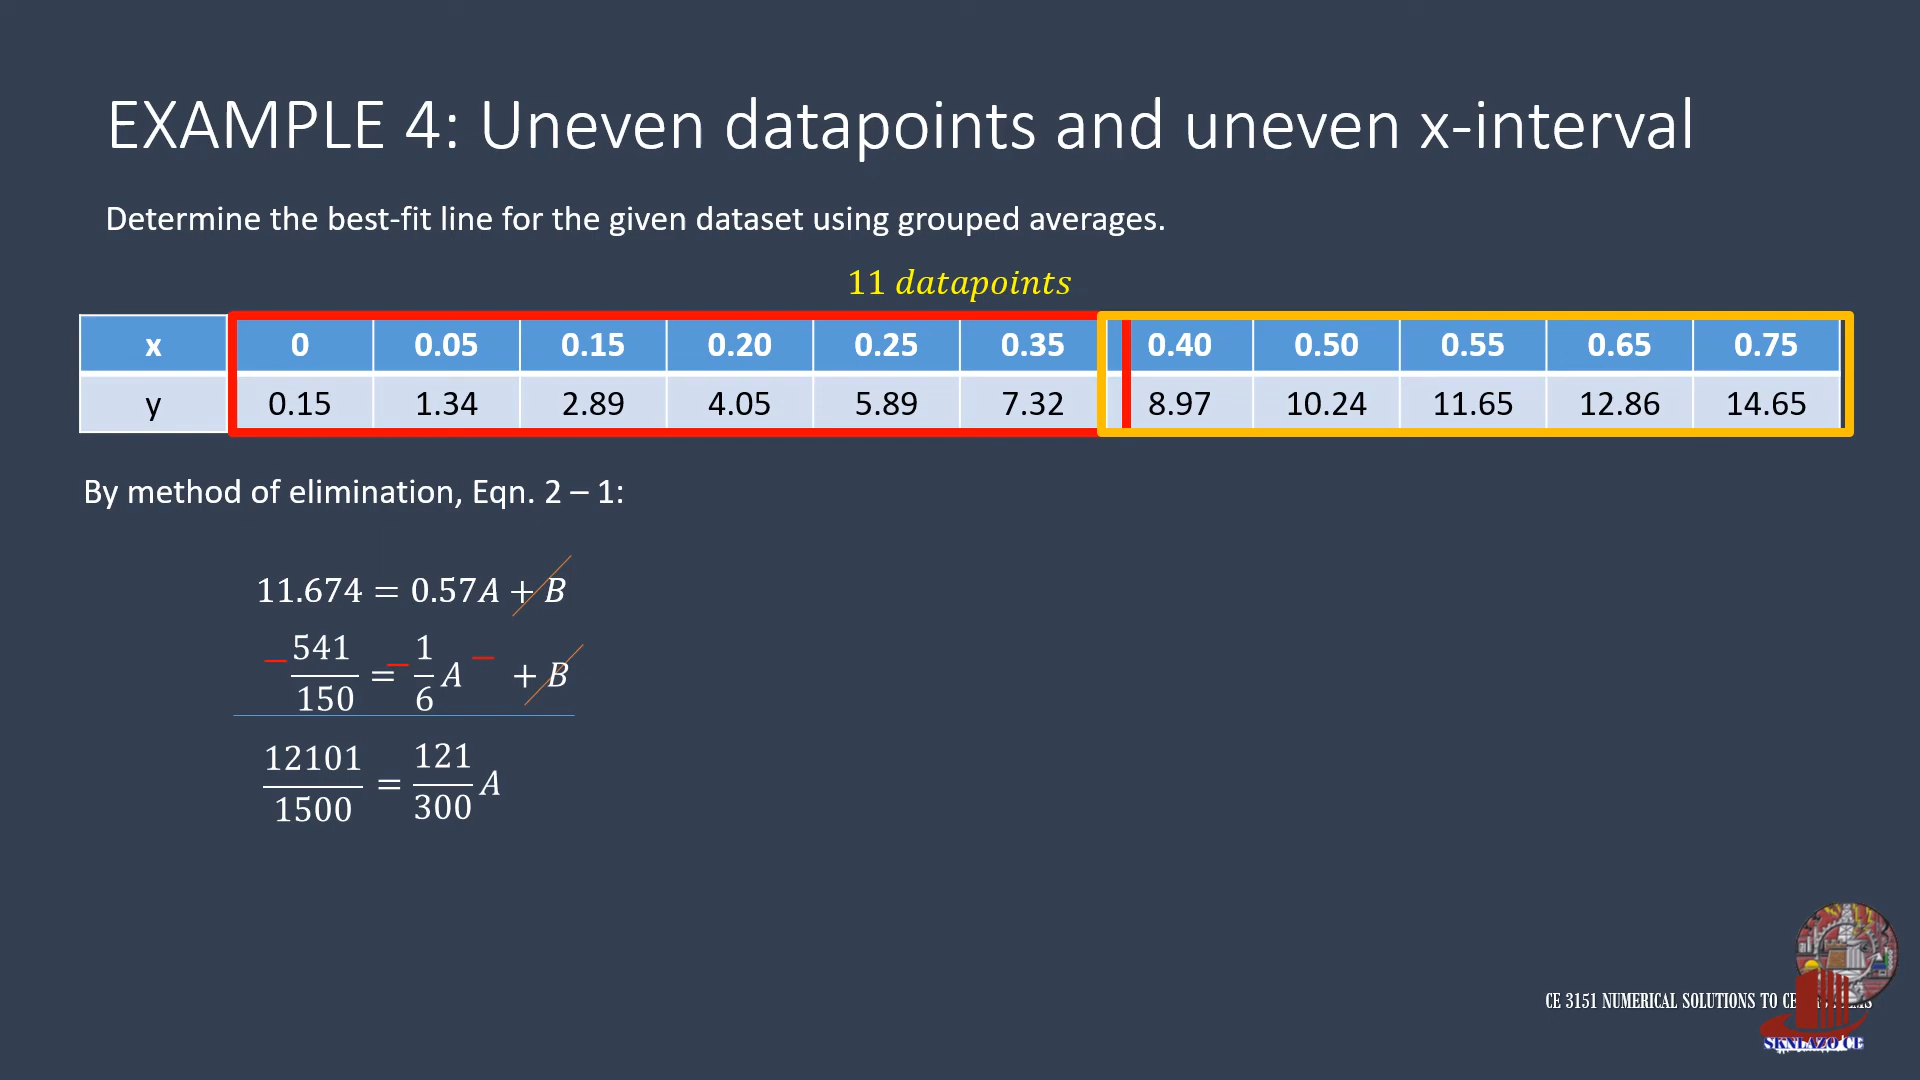 EXAMPLE 4: Uneven datapoints and uneven x-interval
Determine the best-fit line for the given dataset using grouped averages.
11 datapoints
x 0 0.05 0.15 0.20 0.25 0.35 0.40 0.50 0.55 0.65 0.75
y 0.15 1.34 2.89 4.05 5.89 7.32 8.97 10.24 11.65 12.86 14.65
By method of elimination, Eqn. 2 – 1:
11.674 = 0.57A + B
− 541/150 = − 1/6 A − + B
12101/1500 = 121/300 A
CE 3151 NUMERICAL SOLUTIONS TO CE